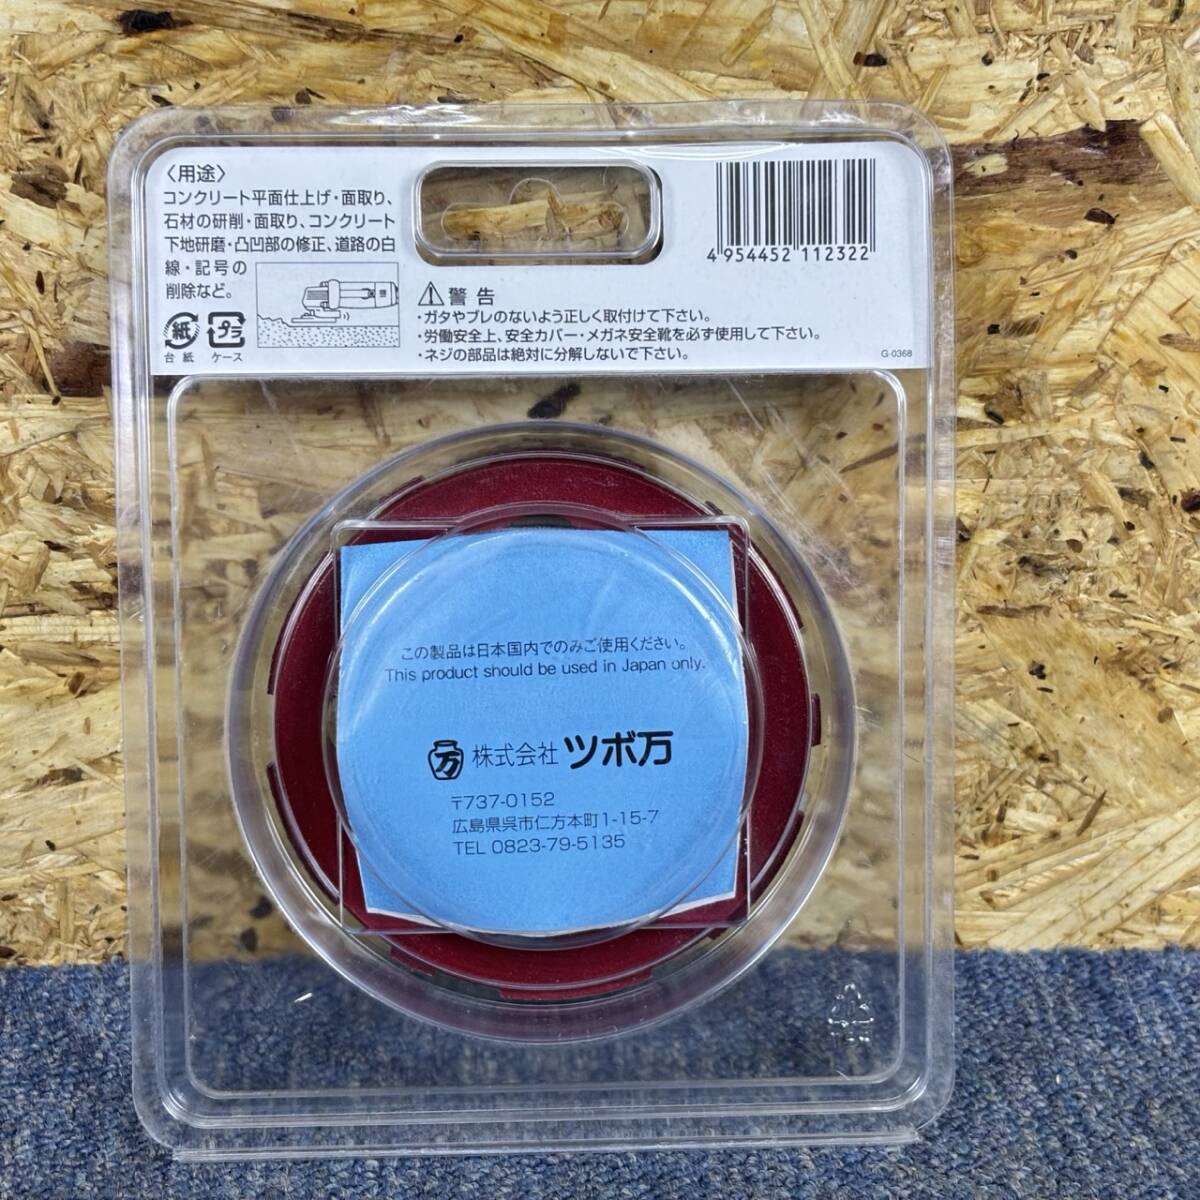 〈用途〉
コンクリート平面仕上げ・面取り、
石材の研削・面取り、コンクリート
下地研磨・凸凹部の修正、道路の白
線・記号の
削除など。
紙
プラ
台紙
ケース
4 954452 112322
警告
・ガタやブレのないよう正しく取付けて下さい。
・労働安全上、安全カバー・メガネ安全靴を必ず使用して下さい。
・ネジの部品は絶対に分解しないで下さい。
G-0368
この製品は日本国内でのみご使用ください。
This product should be used in Japan only.
万 株式会社 ツボ万
〒737-0152
広島県呉市仁方本町1-15-7
TEL 0823-79-5135